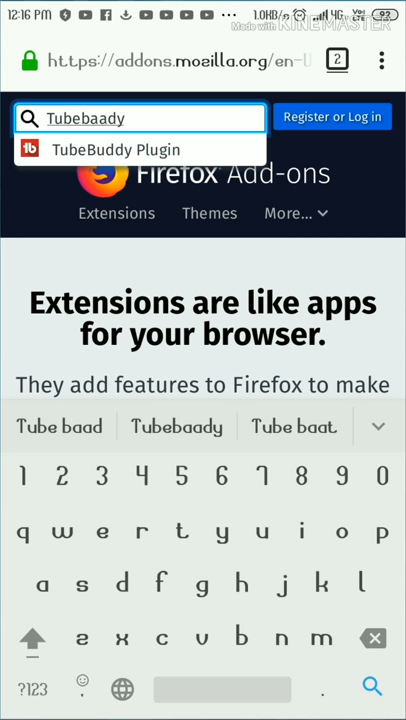 12:16 PM
1.0KB/s
4G
92
Made with KINEMASTER
https://addons.mozilla.org/en-U
2
Tubebaady
Register or Log in
TubeBuddy Plugin
Firefox Add-ons
Extensions Themes More...
Extensions are like apps
for your browser.
They add features to Firefox to make
Tube baad Tubebaady Tube baat
1 2 3 4 5 6 7 8 9 0
q w e r t y u i o p
a s d f g h j k l
z x c v b n m
?123 . .